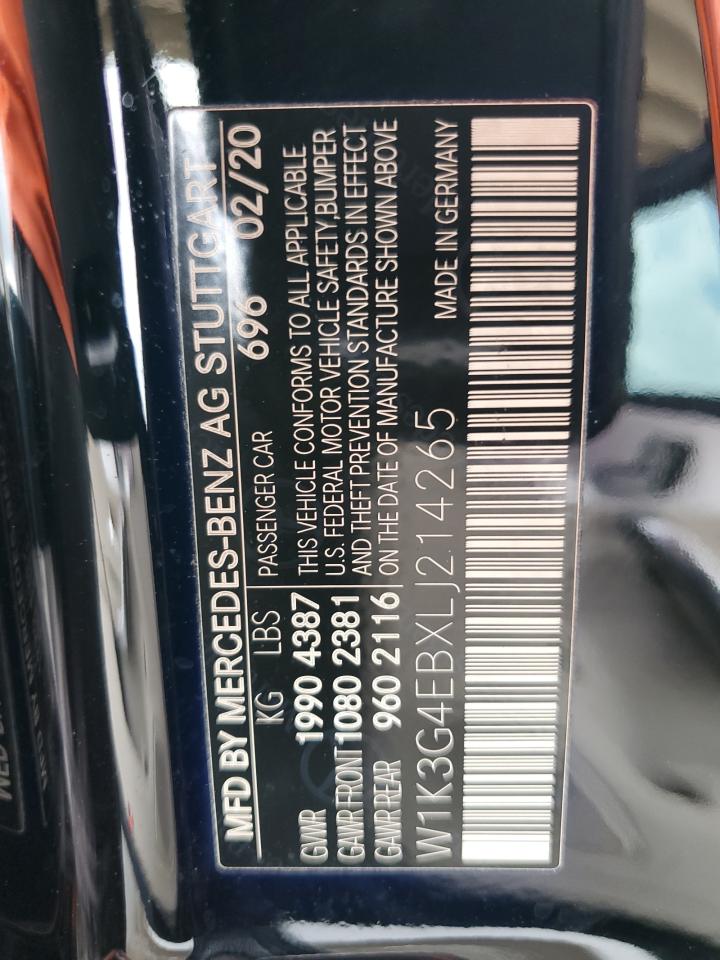 MFD BY MERCEDES-BENZ AG STUTTGART
KG LBS PASSENGER CAR 696 02/20
GVWR 1990 4387 THIS VEHICLE CONFORMS TO ALL APPLICABLE
U.S. FEDERAL MOTOR VEHICLE SAFETY,BUMPER
GAWR FRONT 1080 2381 AND THEFT PREVENTION STANDARDS IN EFFECT
GAWR REAR 960 2116 ON THE DATE OF MANUFACTURE SHOWN ABOVE
W1K3G4EBXLJ214265 MADE IN GERMANY